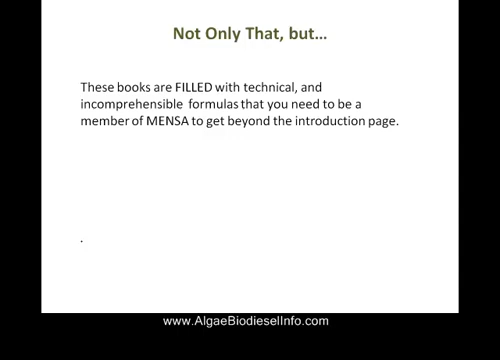 Not Only That, but…
These books are FILLED with technical, and
incomprehensible formulas that you need to be a
member of MENSA to get beyond the introduction page.
.
www.AlgaeBiodieselInfo.com